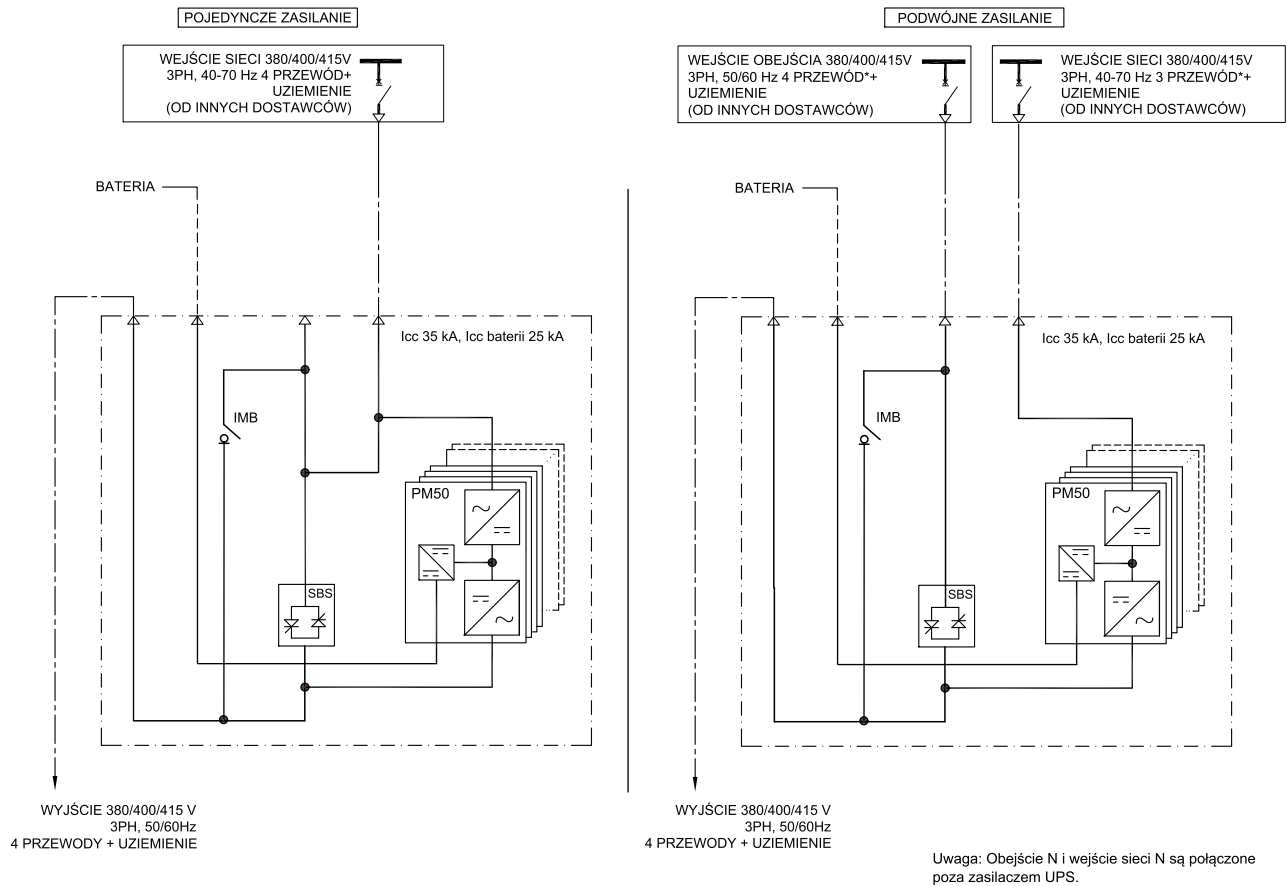 POJEDYNCZE ZASILANIE
WEJŚCIE SIECI 380/400/415V
3PH, 40-70 Hz 4 PRZEWÓD+
UZIEMIENIE
(OD INNYCH DOSTAWCÓW)
BATERIA
Icc 35 kA, Icc baterii 25 kA
IMB
PM50
SBS
WYJŚCIE 380/400/415 V
3PH, 50/60Hz
4 PRZEWODY + UZIEMIENIE
PODWÓJNE ZASILANIE
WEJŚCIE OBEJŚCIA 380/400/415V
3PH, 50/60 Hz 4 PRZEWÓD*+
UZIEMIENIE
(OD INNYCH DOSTAWCÓW)
WEJŚCIE SIECI 380/400/415V
3PH, 40-70 Hz 3 PRZEWÓD*+
UZIEMIENIE
(OD INNYCH DOSTAWCÓW)
BATERIA
Icc 35 kA, Icc baterii 25 kA
IMB
PM50
SBS
WYJŚCIE 380/400/415 V
3PH, 50/60Hz
4 PRZEWODY + UZIEMIENIE
Uwaga: Obejście N i wejście sieci N są połączone
poza zasilaczem UPS.